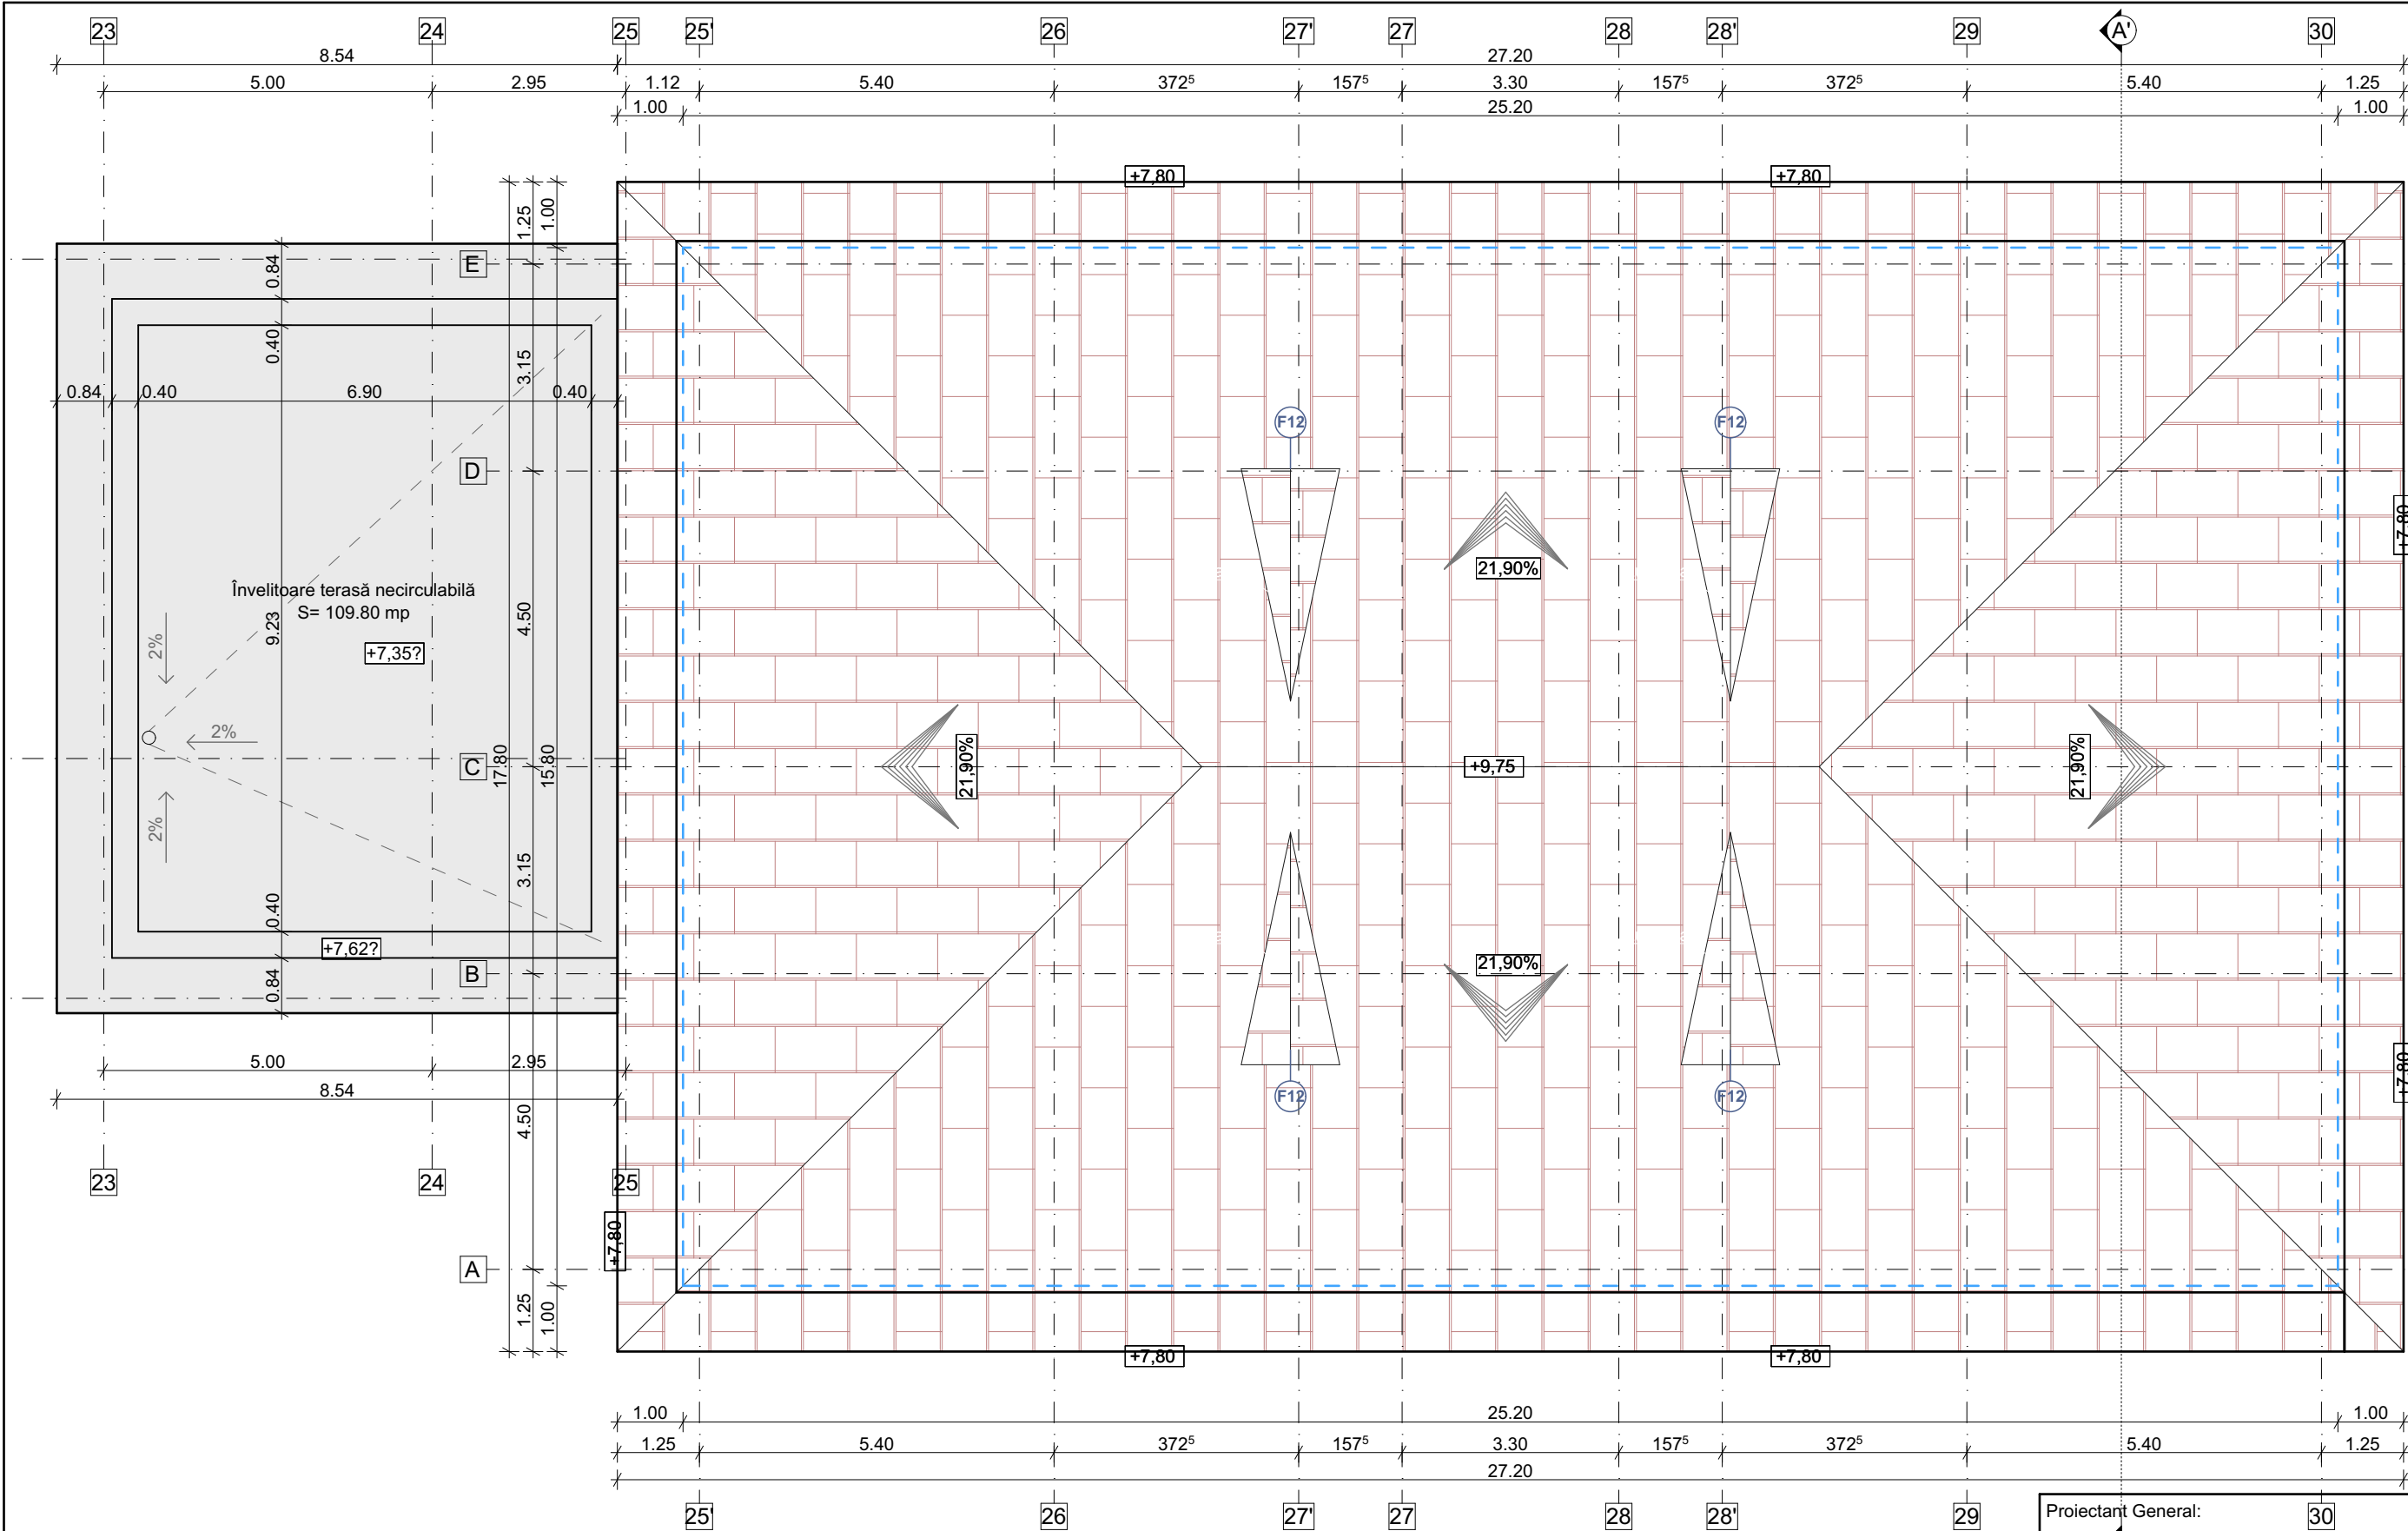 23 24 25 25' 26 27' 27 28 28' 29 A' 30
8.54 27.20
5.00 2.95 1.12 5.40 372⁵ 157⁵ 3.30 157⁵ 372⁵ 5.40 1.25
1.00 25.20 1.00
+7,80 +7,80
1.25 1.00
E
0.84
0.40
3.15
0.84 0.40 6.90 0.40
F12 F12
D
+7,80
21,90%
Învelitoare terasă necirculabilă
S= 109.80 mp
9.23
4.50
2%
+7,35?
2%
C
17.80 15.80
21,90%
+9,75
21,90%
2%
3.15
0.40
+7,62?
21,90%
B
0.84
5.00 2.95
8.54
F12 F12
+7,80
4.50
23 24 25
+7,80
A
1.25 1.00
+7,80 +7,80
1.00 25.20 1.00
1.25 5.40 372⁵ 157⁵ 3.30 157⁵ 372⁵ 5.40 1.25
27.20
25' 26 27' 27 28 28' 29 30
Proiectant General: